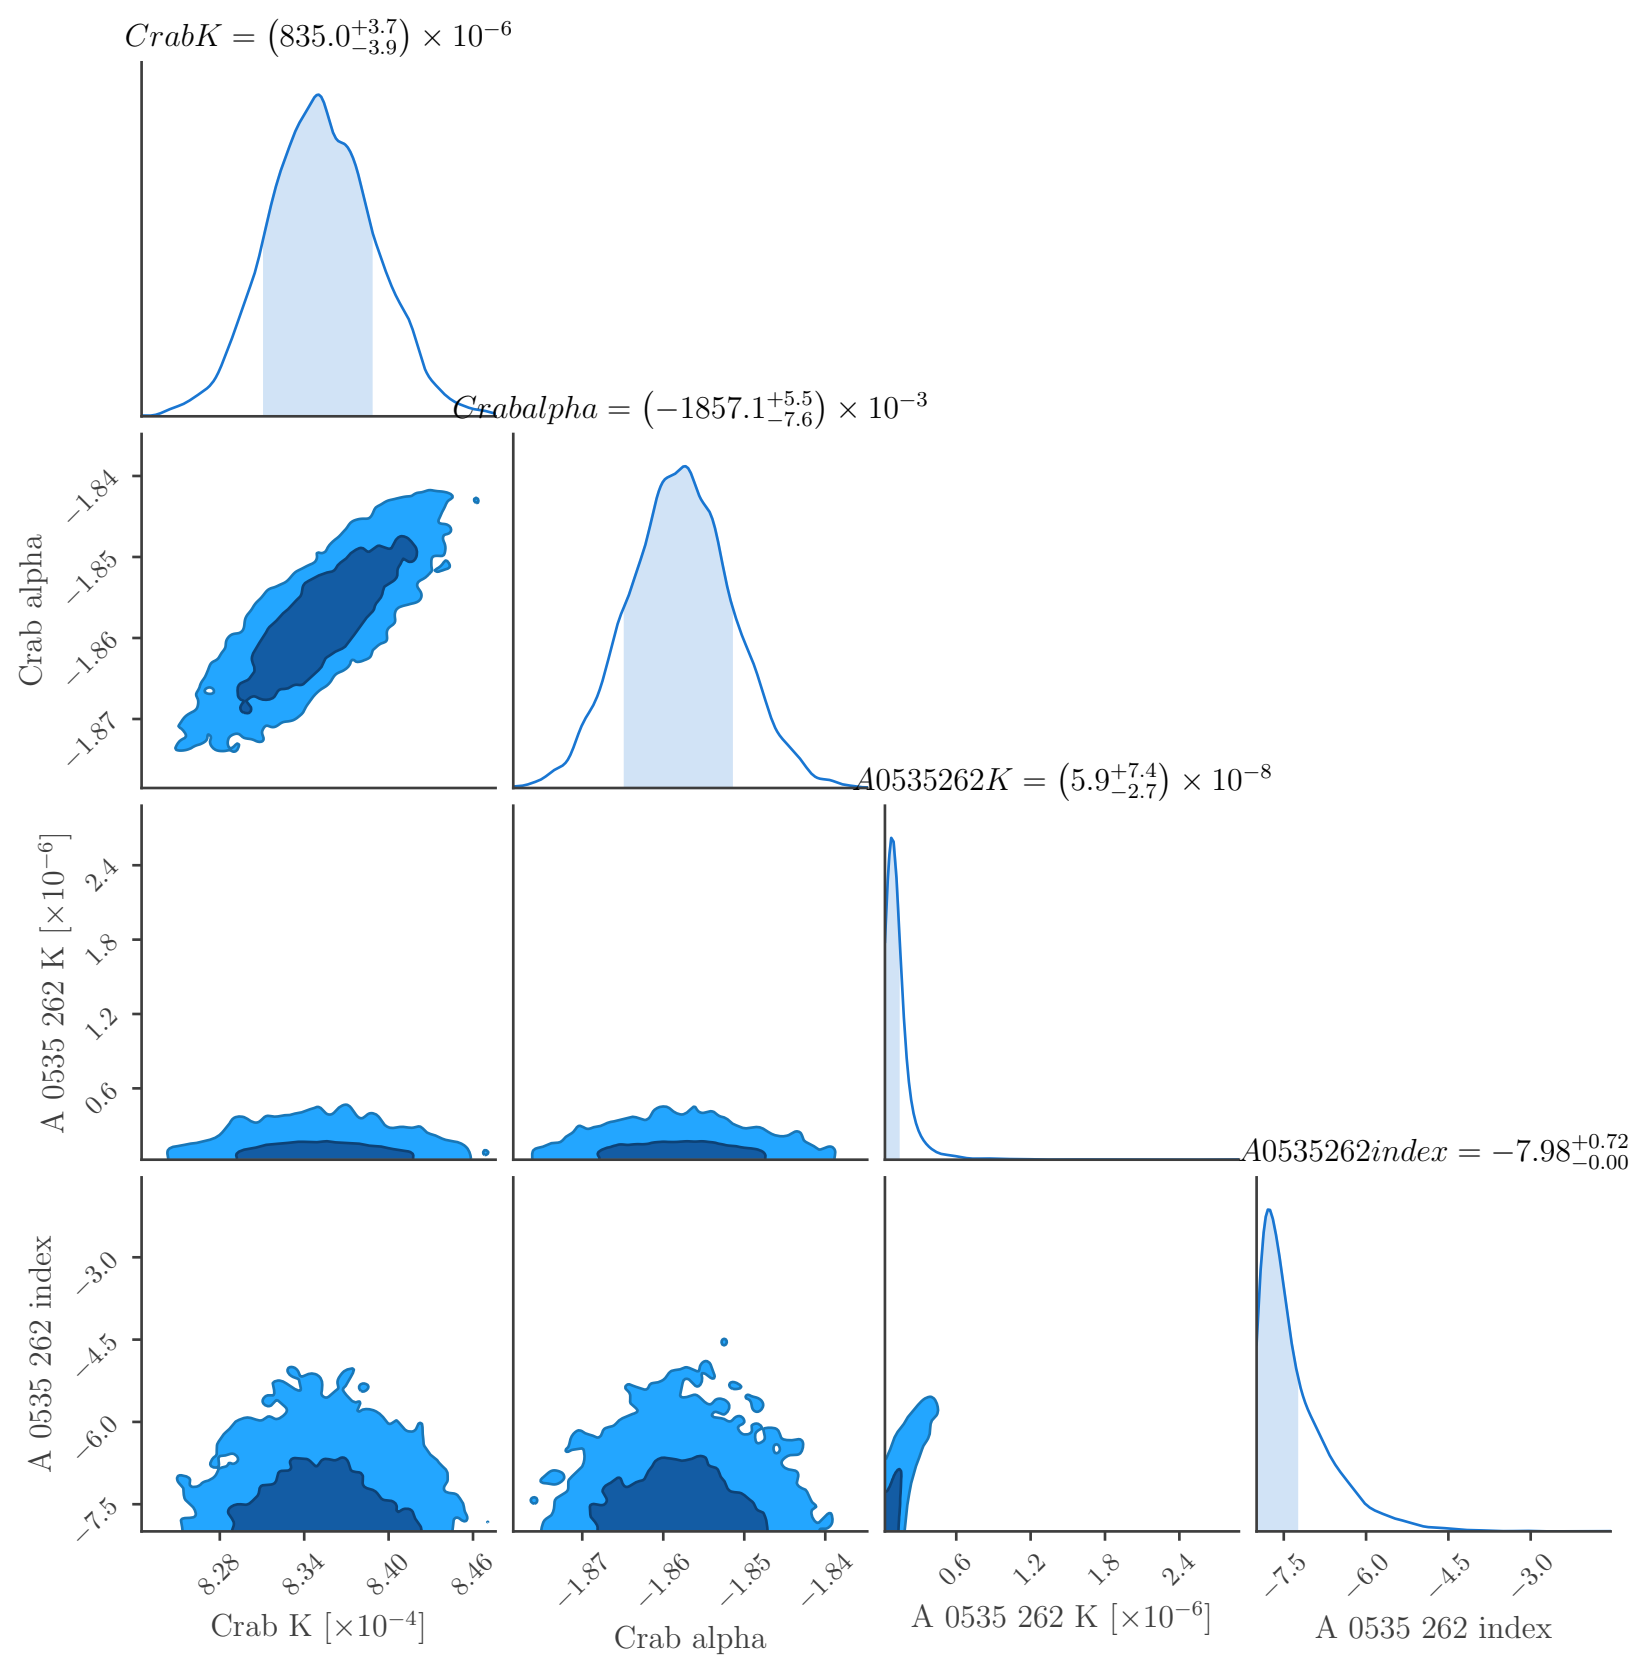 CrabK = (835.0^{+3.7}_{-3.9}) × 10^{-6}
Crabalpha = (−1857.1^{+5.5}_{-7.6}) × 10^{-3}
−1.84
−1.85
−1.86
−1.87
Crab alpha
A0535262K = (5.9^{+7.4}_{-2.7}) × 10^{-8}
2.4
1.8
1.2
0.6
A 0535 262 K [×10^{-6}]
A0535262index = −7.98^{+0.72}_{-0.00}
−3.0
−4.5
−6.0
−7.5
A 0535 262 index
8.28 8.34 8.40 8.46
Crab K [×10^{-4}]
−1.87 −1.86 −1.85 −1.84
Crab alpha
0.6 1.2 1.8 2.4
A 0535 262 K [×10^{-6}]
−7.5 −6.0 −4.5 −3.0
A 0535 262 index